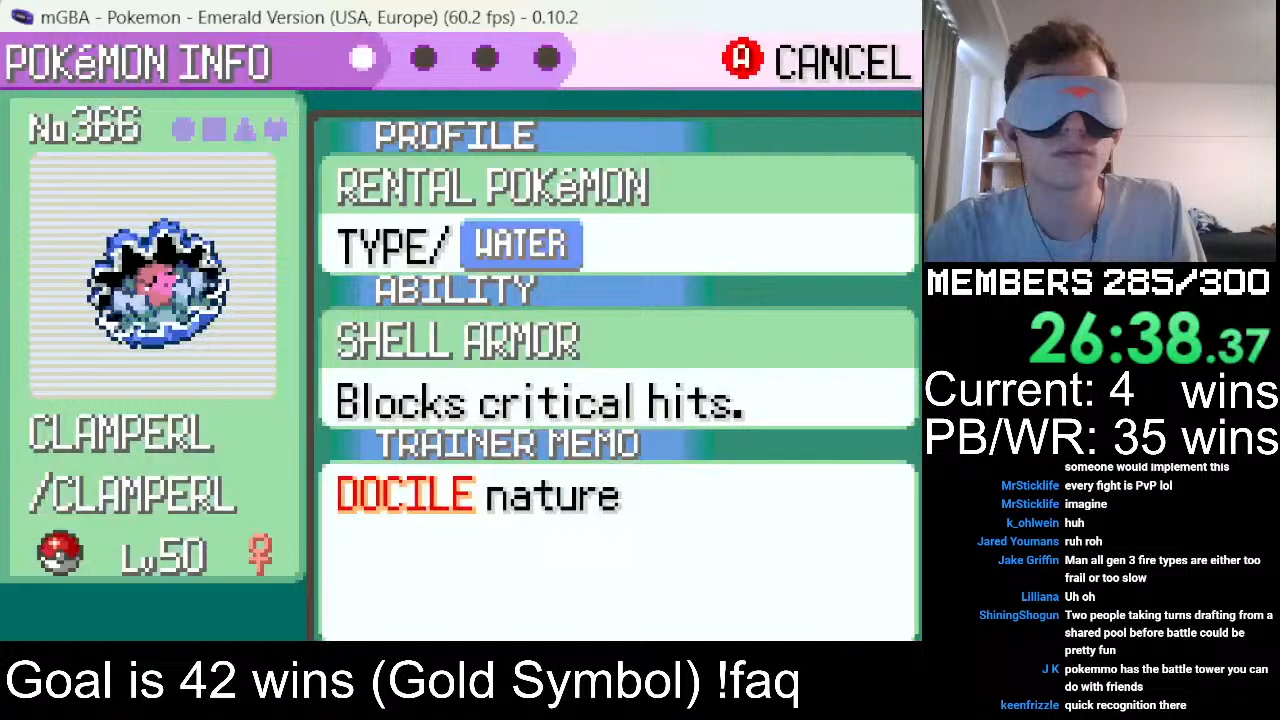 mGBA - Pokemon - Emerald Version (USA, Europe) (60.2 fps) - 0.10.2
POKéMON INFO
A CANCEL
No366
PROFILE
RENTAL POKéMON
TYPE/ WATER
ABILITY
SHELL ARMOR
Blocks critical hits.
TRAINER MEMO
DOCILE nature
CLAMPERL
/CLAMPERL
Lv50 ♀
MEMBERS 285/300
26:38.37
Current: 4 wins
PB/WR: 35 wins
someone would implement this
MrSticklife every fight is PvP lol
MrSticklife imagine
k_ohlwein huh
Jared Youmans ruh roh
Jake Griffin Man all gen 3 fire types are either too
frail or too slow
Lilliana Uh oh
ShiningShogun Two people taking turns drafting from a
shared pool before battle could be
pretty fun
J K pokemmo has the battle tower you can
do with friends
keenfrizzle quick recognition there
Goal is 42 wins (Gold Symbol) !faq